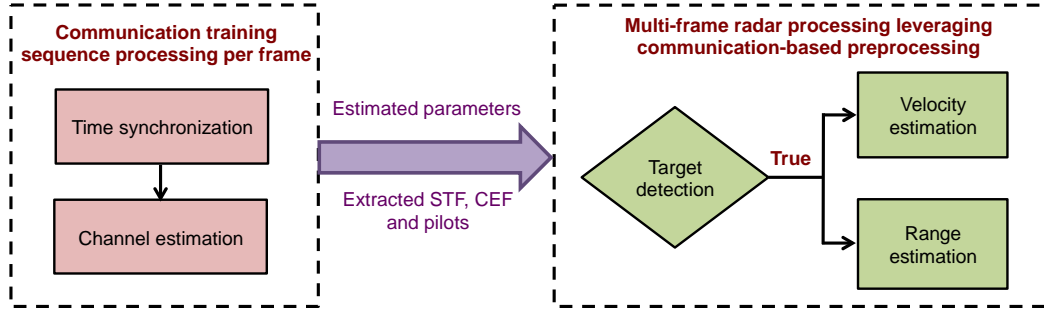 Communication training
sequence processing per frame
Time synchronization
Channel estimation
Estimated parameters
Extracted STF, CEF
and pilots
Multi-frame radar processing leveraging
communication-based preprocessing
Target
detection
True
Velocity
estimation
Range
estimation